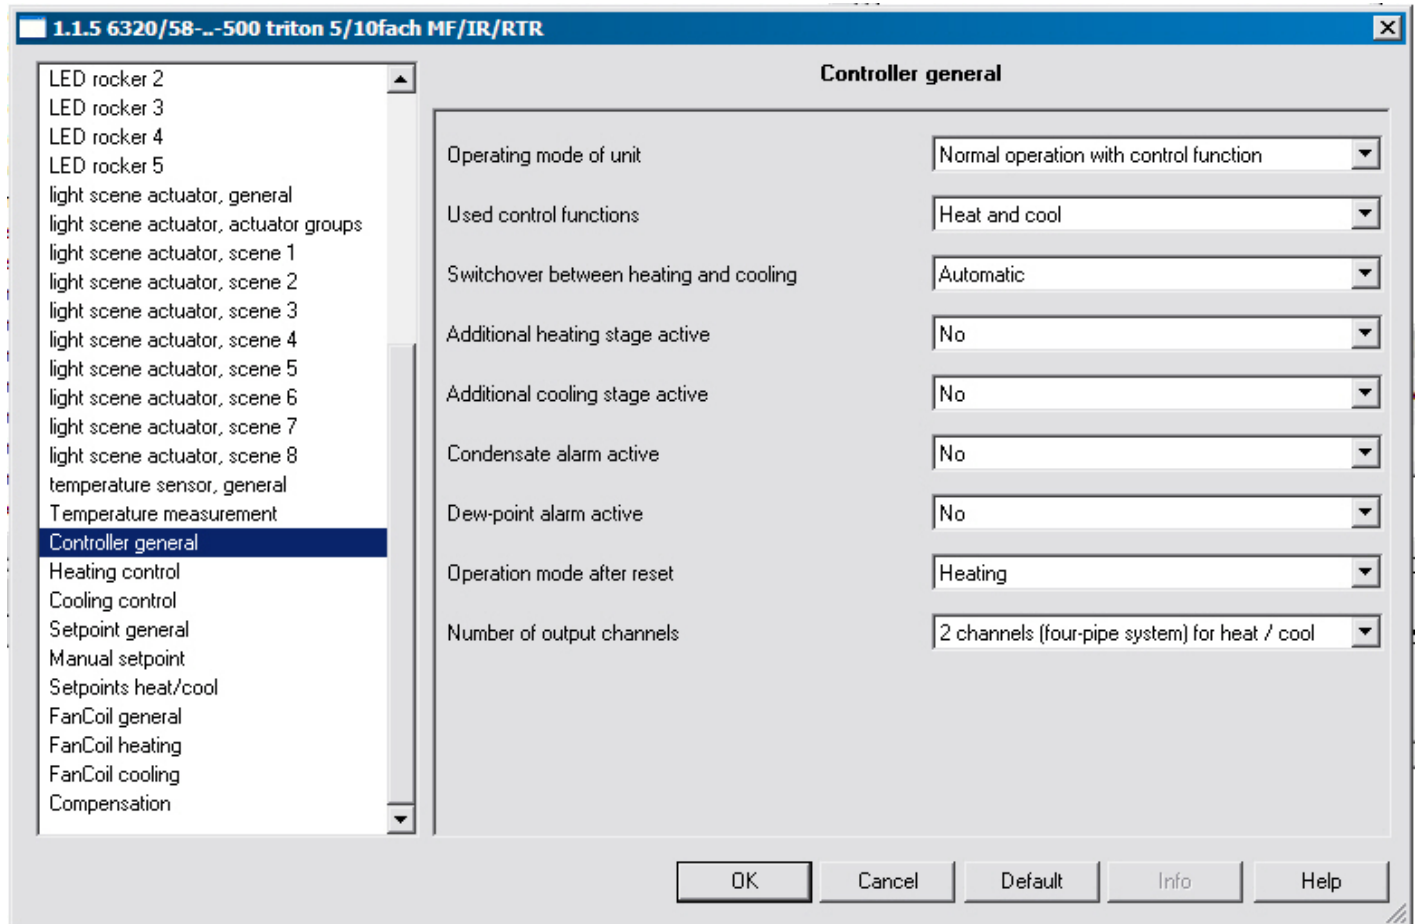 1.1.5 6320/58-..-500 triton 5/10fach MF/IR/RTR
LED rocker 2
LED rocker 3
LED rocker 4
LED rocker 5
light scene actuator, general
light scene actuator, actuator groups
light scene actuator, scene 1
light scene actuator, scene 2
light scene actuator, scene 3
light scene actuator, scene 4
light scene actuator, scene 5
light scene actuator, scene 6
light scene actuator, scene 7
light scene actuator, scene 8
temperature sensor, general
Temperature measurement
Controller general
Heating control
Cooling control
Setpoint general
Manual setpoint
Setpoints heat/cool
FanCoil general
FanCoil heating
FanCoil cooling
Compensation
Controller general
Operating mode of unit Normal operation with control function
Used control functions Heat and cool
Switchover between heating and cooling Automatic
Additional heating stage active No
Additional cooling stage active No
Condensate alarm active No
Dew-point alarm active No
Operation mode after reset Heating
Number of output channels 2 channels (four-pipe system) for heat / cool
OK Cancel Default Info Help